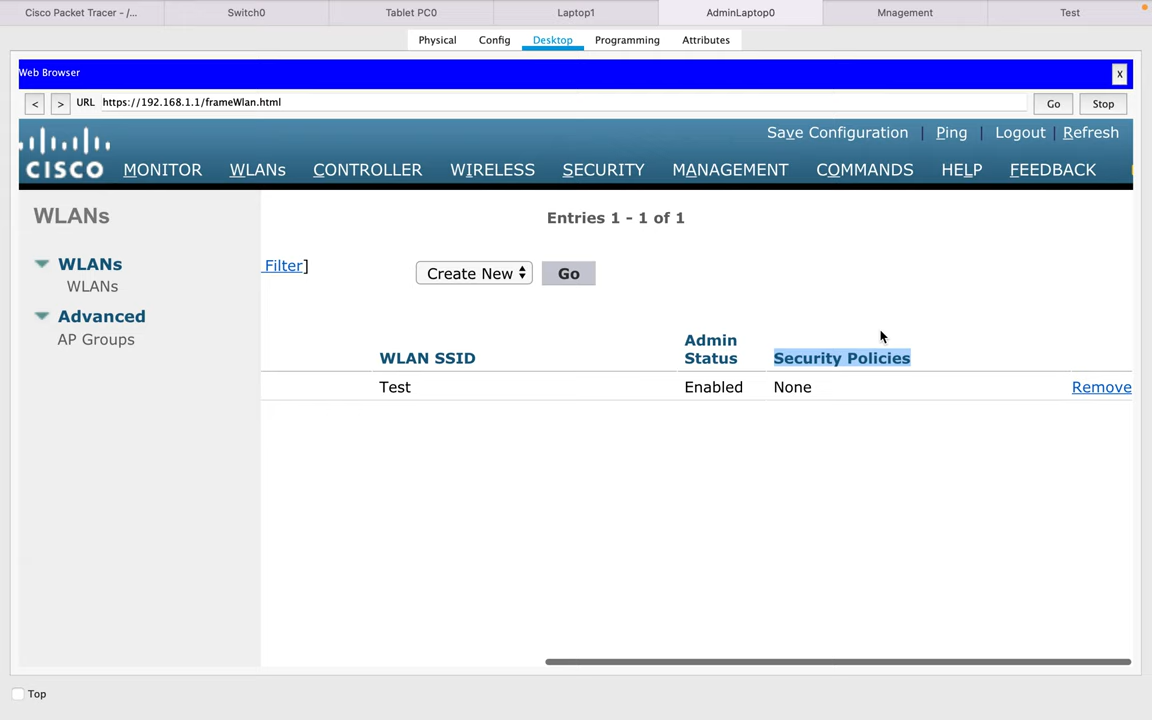 Cisco Packet Tracer - /... Switch0 Tablet PC0 Laptop1 AdminLaptop0 Mnagement Test
Physical Config Desktop Programming Attributes
Web Browser X
< > URL https://192.168.1.1/frameWlan.html Go Stop
Save Configuration | Ping | Logout | Refresh
CISCO MONITOR WLANs CONTROLLER WIRELESS SECURITY MANAGEMENT COMMANDS HELP FEEDBACK
WLANs
Entries 1 - 1 of 1
WLANs
WLANs
Advanced
AP Groups
Filter] Create New Go
WLAN SSID Admin Status Security Policies
Test Enabled None Remove
Top